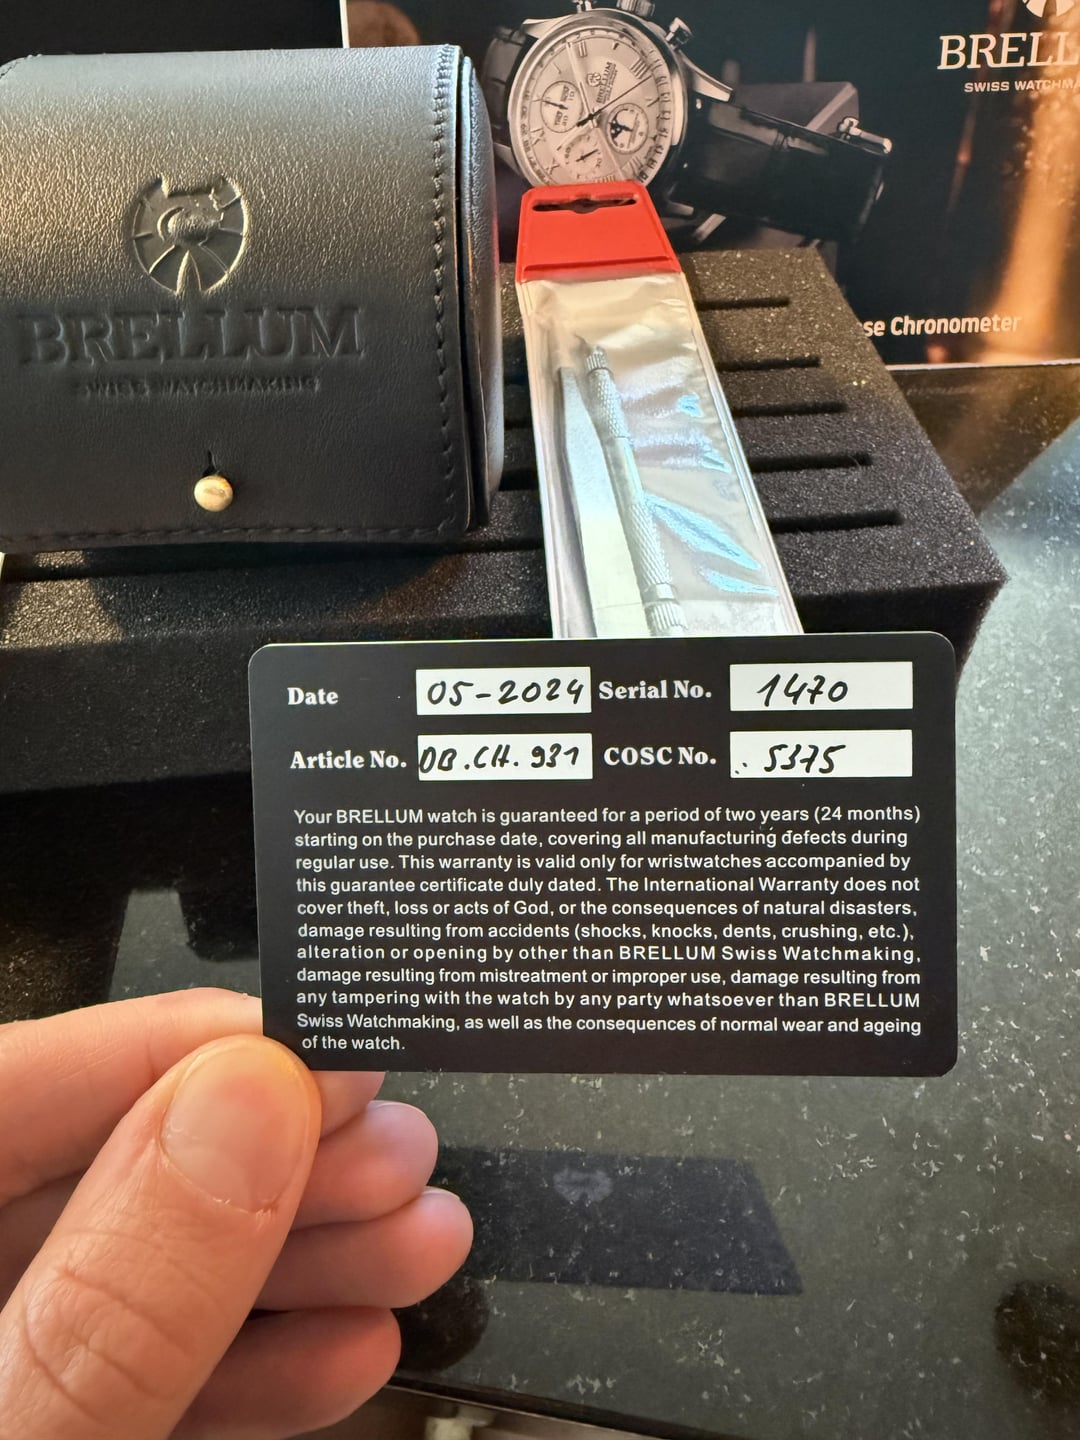 BRELLUM
BRELL
SWISS WATCHMA
se Chronometer
BRELLUM
SWISS WATCHMAKING
Date 05-2024 Serial No. 1470
Article No. DB.CH.931 COSC No. 5375
Your BRELLUM watch is guaranteed for a period of two years (24 months)
starting on the purchase date, covering all manufacturing defects during
regular use. This warranty is valid only for wristwatches accompanied by
this guarantee certificate duly dated. The International Warranty does not
cover theft, loss or acts of God, or the consequences of natural disasters,
damage resulting from accidents (shocks, knocks, dents, crushing, etc.),
alteration or opening by other than BRELLUM Swiss Watchmaking,
damage resulting from mistreatment or improper use, damage resulting from
any tampering with the watch by any party whatsoever than BRELLUM
Swiss Watchmaking, as well as the consequences of normal wear and ageing
of the watch.